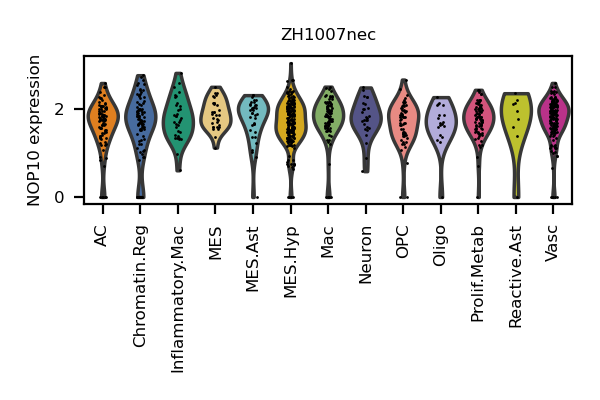 ZH1007nec
NOP10 expression
2
0
AC
Chromatin.Reg
Inflammatory.Mac
MES
MES.Ast
MES.Hyp
Mac
Neuron
OPC
Oligo
Prolif.Metab
Reactive.Ast
Vasc